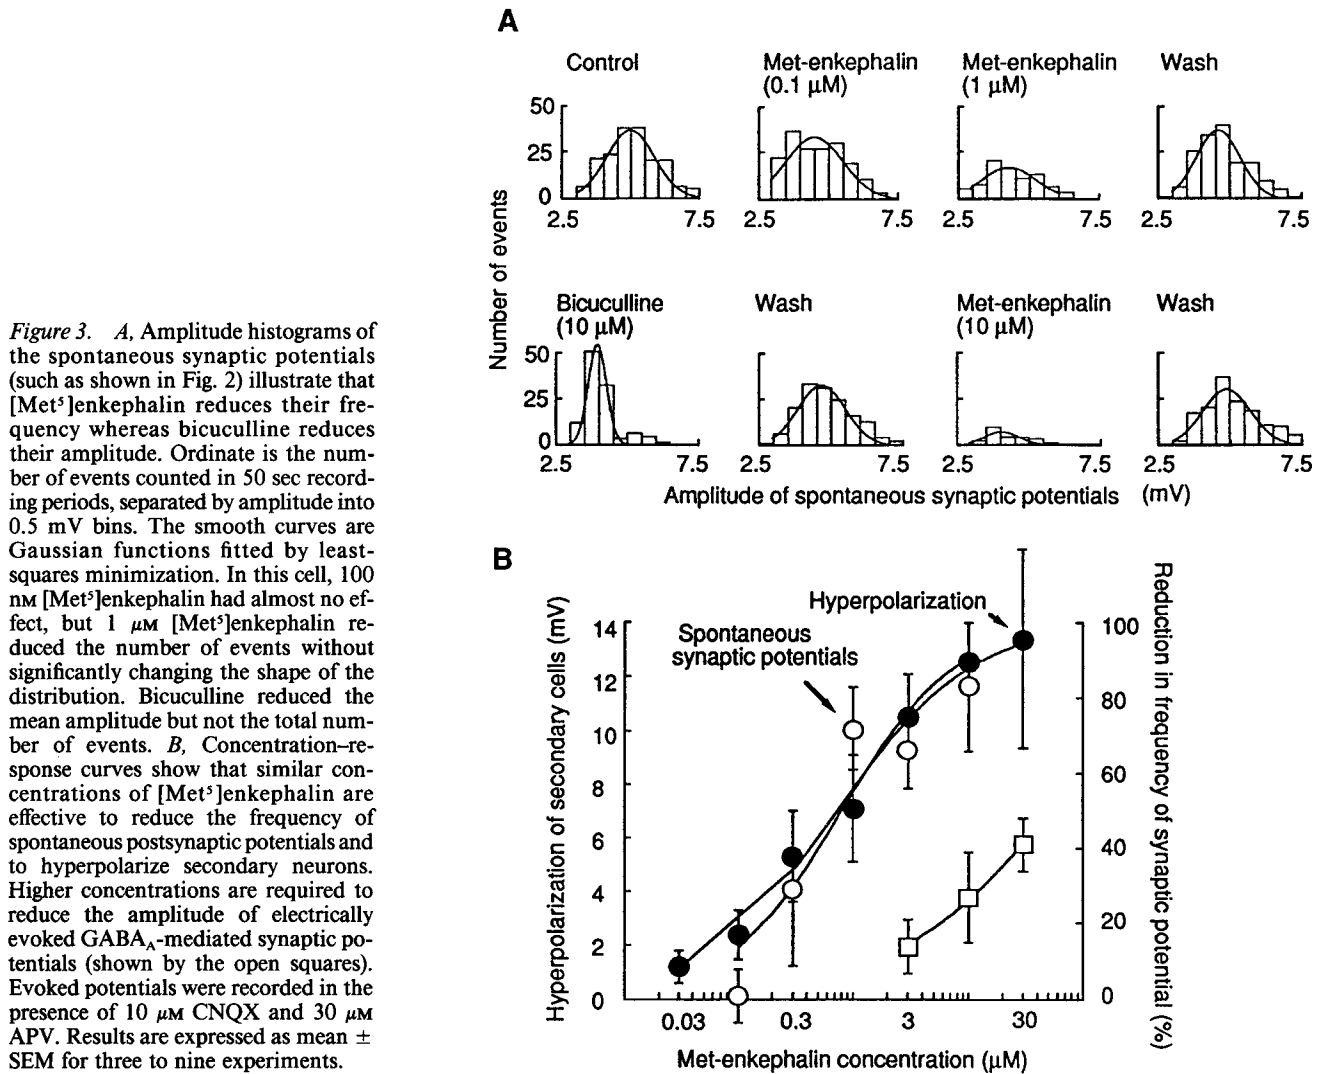 A
Control
Met-enkephalin
(0.1 µM)
Met-enkephalin
(1 µM)
Wash
50
25
0
2.5
7.5
2.5
7.5
2.5
7.5
2.5
7.5
Number of events
Bicuculline
(10 µM)
Wash
Met-enkephalin
(10 µM)
Wash
50
25
0
2.5
7.5
2.5
7.5
2.5
7.5
2.5
7.5
Amplitude of spontaneous synaptic potentials (mV)
Figure 3. A, Amplitude histograms of
the spontaneous synaptic potentials
(such as shown in Fig. 2) illustrate that
[Met⁵]enkephalin reduces their fre-
quency whereas bicuculline reduces
their amplitude. Ordinate is the num-
ber of events counted in 50 sec record-
ing periods, separated by amplitude into
0.5 mV bins. The smooth curves are
Gaussian functions fitted by least-
squares minimization. In this cell, 100
nM [Met⁵]enkephalin had almost no ef-
fect, but 1 µM [Met⁵]enkephalin re-
duced the number of events without
significantly changing the shape of the
distribution. Bicuculline reduced the
mean amplitude but not the total num-
ber of events. B, Concentration–re-
sponse curves show that similar con-
centrations of [Met⁵]enkephalin are
effective to reduce the frequency of
spontaneous postsynaptic potentials and
to hyperpolarize secondary neurons.
Higher concentrations are required to
reduce the amplitude of electrically
evoked GABA_A-mediated synaptic po-
tentials (shown by the open squares).
Evoked potentials were recorded in the
presence of 10 µM CNQX and 30 µM
APV. Results are expressed as mean ±
SEM for three to nine experiments.
B
Hyperpolarization of secondary cells (mV)
14
12
10
8
6
4
2
0
Spontaneous
synaptic potentials
Hyperpolarization
100
80
60
40
20
0
Reduction in frequency of synaptic potential (%)
0.03
0.3
3
30
Met-enkephalin concentration (µM)